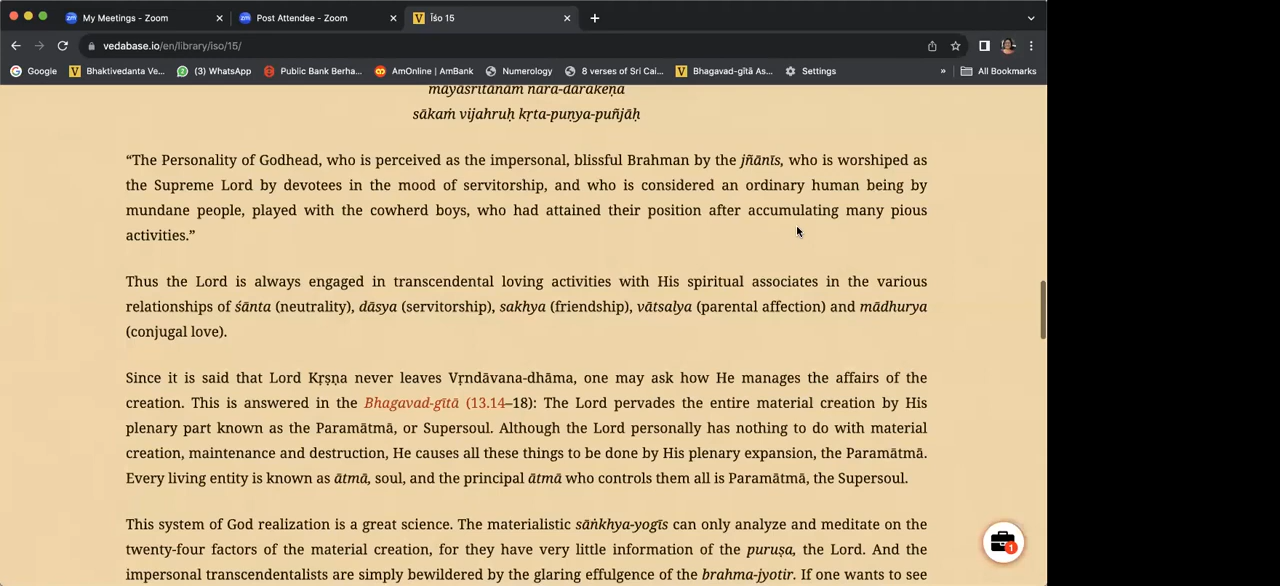 My Meetings - Zoom
Post Attendee - Zoom
Īśo 15
vedabase.io/en/library/iso/15/
Google
Bhaktivedanta Ve...
(3) WhatsApp
Public Bank Berha...
AmOnline | AmBank
Numerology
8 verses of Sri Cai...
Bhagavad-gītā As...
Settings
»
All Bookmarks
māyāśritānāṁ nara-dārakeṇa
sākaṁ vijahruḥ kṛta-puṇya-puñjāḥ
“The Personality of Godhead, who is perceived as the impersonal, blissful Brahman by the jñānīs, who is worshiped as
the Supreme Lord by devotees in the mood of servitorship, and who is considered an ordinary human being by
mundane people, played with the cowherd boys, who had attained their position after accumulating many pious
activities.”
Thus the Lord is always engaged in transcendental loving activities with His spiritual associates in the various
relationships of śānta (neutrality), dāsya (servitorship), sakhya (friendship), vātsalya (parental affection) and mādhurya
(conjugal love).
Since it is said that Lord Kṛṣṇa never leaves Vṛndāvana-dhāma, one may ask how He manages the affairs of the
creation. This is answered in the Bhagavad-gītā (13.14–18): The Lord pervades the entire material creation by His
plenary part known as the Paramātmā, or Supersoul. Although the Lord personally has nothing to do with material
creation, maintenance and destruction, He causes all these things to be done by His plenary expansion, the Paramātmā.
Every living entity is known as ātmā, soul, and the principal ātmā who controls them all is Paramātmā, the Supersoul.
This system of God realization is a great science. The materialistic sāṅkhya-yogīs can only analyze and meditate on the
twenty-four factors of the material creation, for they have very little information of the puruṣa, the Lord. And the
impersonal transcendentalists are simply bewildered by the glaring effulgence of the brahma-jyotir. If one wants to see
1